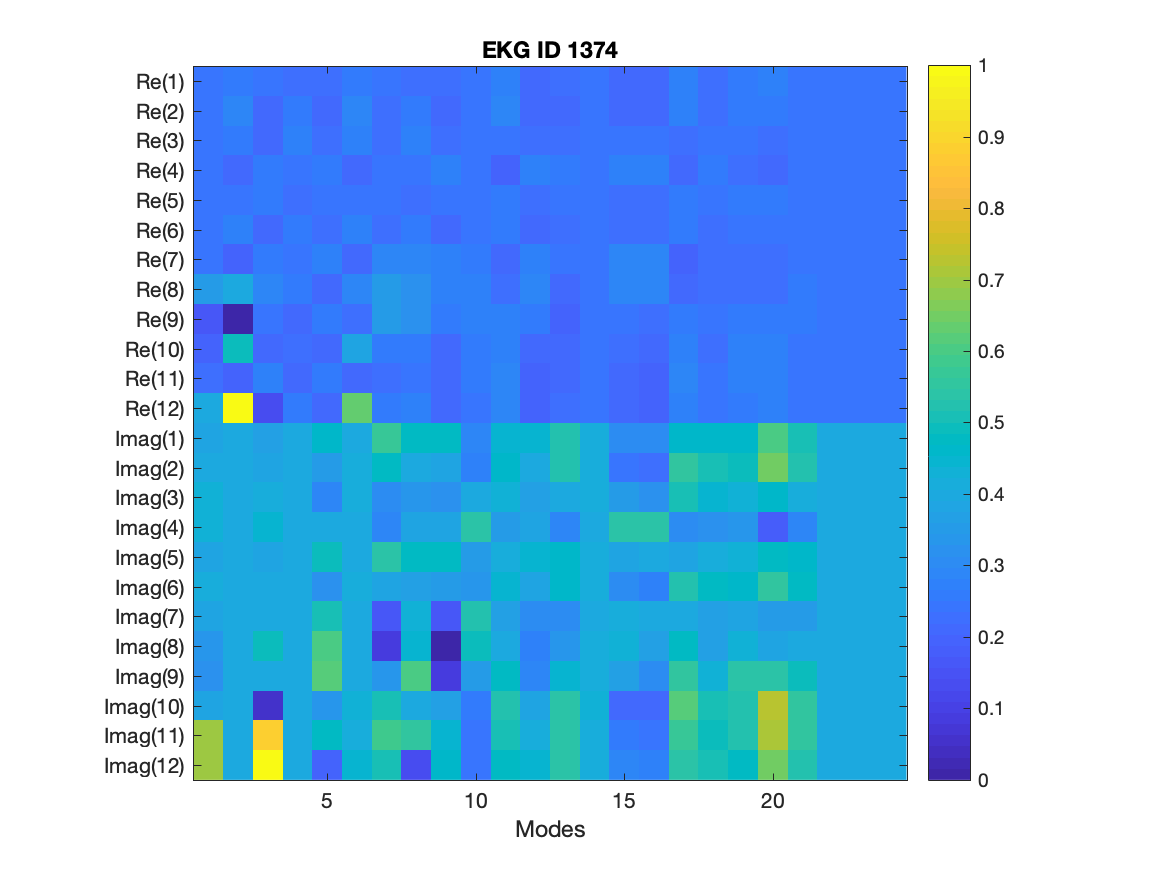 EKG ID 1374
Re(1)
Re(2)
Re(3)
Re(4)
Re(5)
Re(6)
Re(7)
Re(8)
Re(9)
Re(10)
Re(11)
Re(12)
Imag(1)
Imag(2)
Imag(3)
Imag(4)
Imag(5)
Imag(6)
Imag(7)
Imag(8)
Imag(9)
Imag(10)
Imag(11)
Imag(12)
5 10 15 20
Modes
1
0.9
0.8
0.7
0.6
0.5
0.4
0.3
0.2
0.1
0